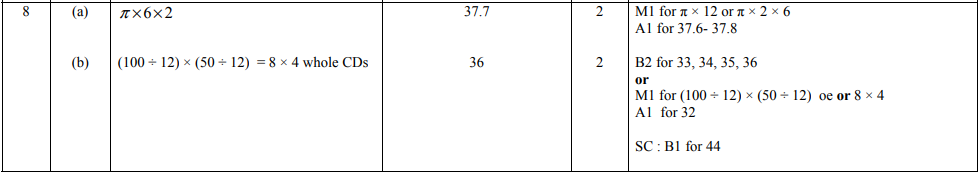 8 (a) π×6×2 37.7 2 M1 for π × 12 or π × 2 × 6
A1 for 37.6- 37.8
(b) (100 ÷ 12) × (50 ÷ 12) = 8 × 4 whole CDs 36 2 B2 for 33, 34, 35, 36
or
M1 for (100 ÷ 12) × (50 ÷ 12) oe or 8 × 4
A1 for 32
SC : B1 for 44